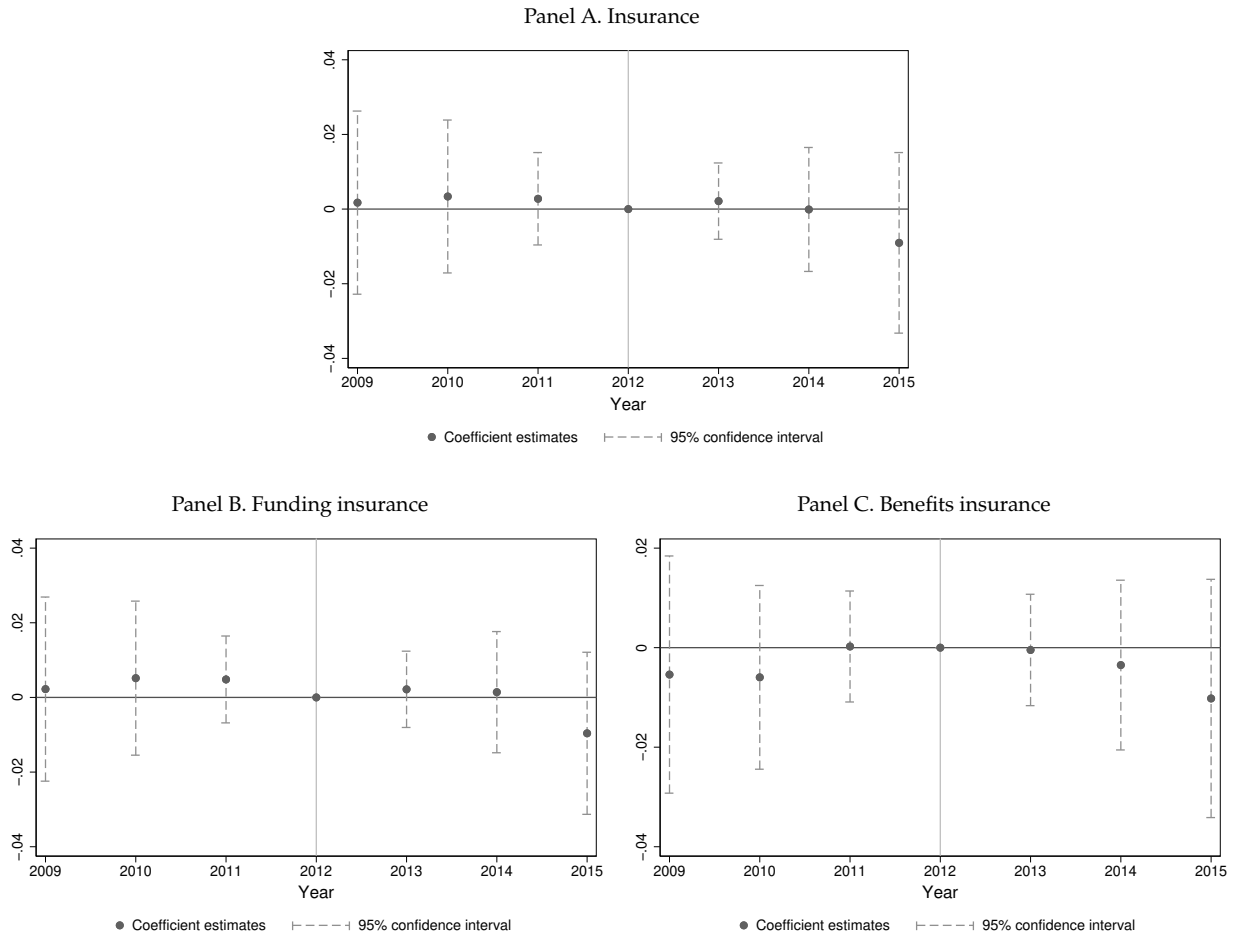 Panel A. Insurance
.04
.02
0
-.02
-.04
2009 2010 2011 2012 2013 2014 2015
Year
Coefficient estimates 95% confidence interval
Panel B. Funding insurance
.04
.02
0
-.02
-.04
2009 2010 2011 2012 2013 2014 2015
Year
Coefficient estimates 95% confidence interval
Panel C. Benefits insurance
.02
0
-.02
-.04
2009 2010 2011 2012 2013 2014 2015
Year
Coefficient estimates 95% confidence interval